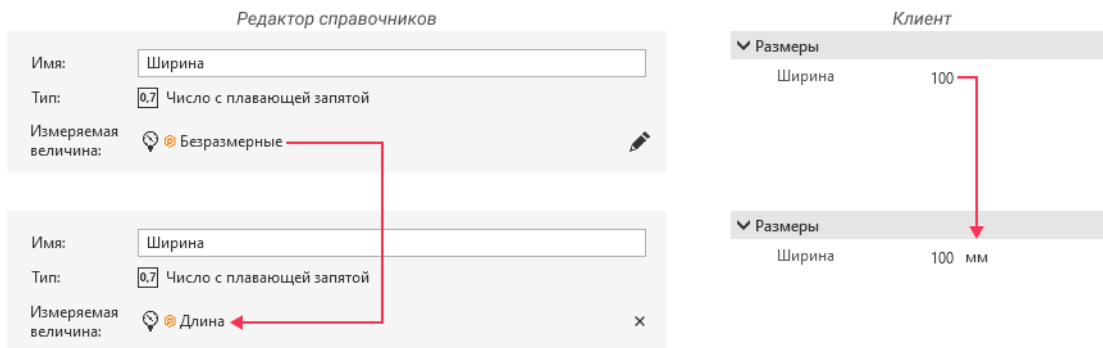 Редактор справочников
Клиент
Имя:
Ширина
Тип:
0,7 Число с плавающей запятой
Измеряемая
величина:
Безразмерные
Размеры
Ширина 100
Имя:
Ширина
Тип:
0,7 Число с плавающей запятой
Измеряемая
величина:
Длина
Размеры
Ширина 100 мм